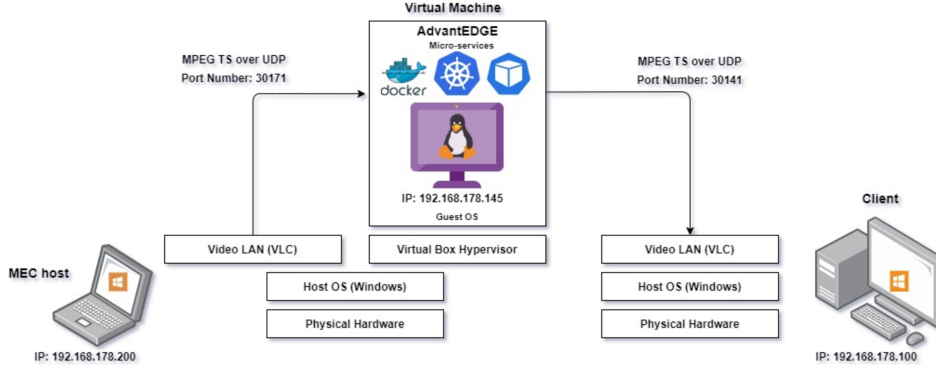 Virtual Machine
AdvantEDGE
Micro-services
docker
IP: 192.168.178.145
Guest OS
MPEG TS over UDP
Port Number: 30171
MPEG TS over UDP
Port Number: 30141
Video LAN (VLC)
Virtual Box Hypervisor
Video LAN (VLC)
Host OS (Windows)
Host OS (Windows)
Physical Hardware
Physical Hardware
MEC host
IP: 192.168.178.200
Client
IP: 192.168.178.100